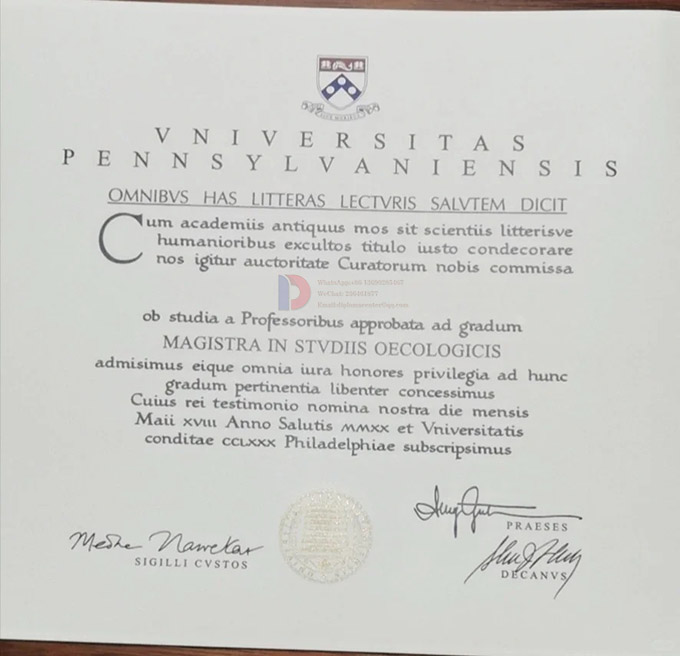 VNIVERSITAS
PENNSYLVANIENSIS
OMNIBVS HAS LITTERAS LECTVRIS SALVTEM DICIT
Cum academiis antiquus mos sit scientiis litterisve
humanioribus excultos titulo iusto condecorare
nos igitur auctoritate Curatorum nobis commissa
ob studia a Professoribus approbata ad gradum
MAGISTRA IN STVDIIS OECOLOGICIS
admisimus eique omnia iura honores privilegia ad hunc
gradum pertinentia libenter concessimus
Cuius rei testimonio nomina nostra die mensis
Maii XVIII Anno Salutis MMXX et Vniversitatis
conditae CCLXXX Philadelphiae subscripsimus
PRAESES
SIGILLI CVSTOS
DECANVS